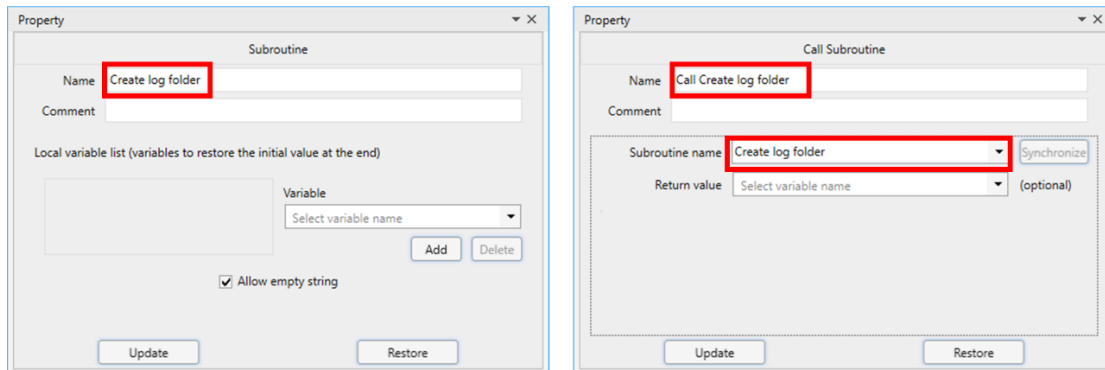 Property
Subroutine
Name Create log folder
Comment
Local variable list (variables to restore the initial value at the end)
Variable
Select variable name
Add Delete
Allow empty string
Update Restore
Property
Call Subroutine
Name Call Create log folder
Comment
Subroutine name Create log folder Synchronize
Return value Select variable name (optional)
Update Restore